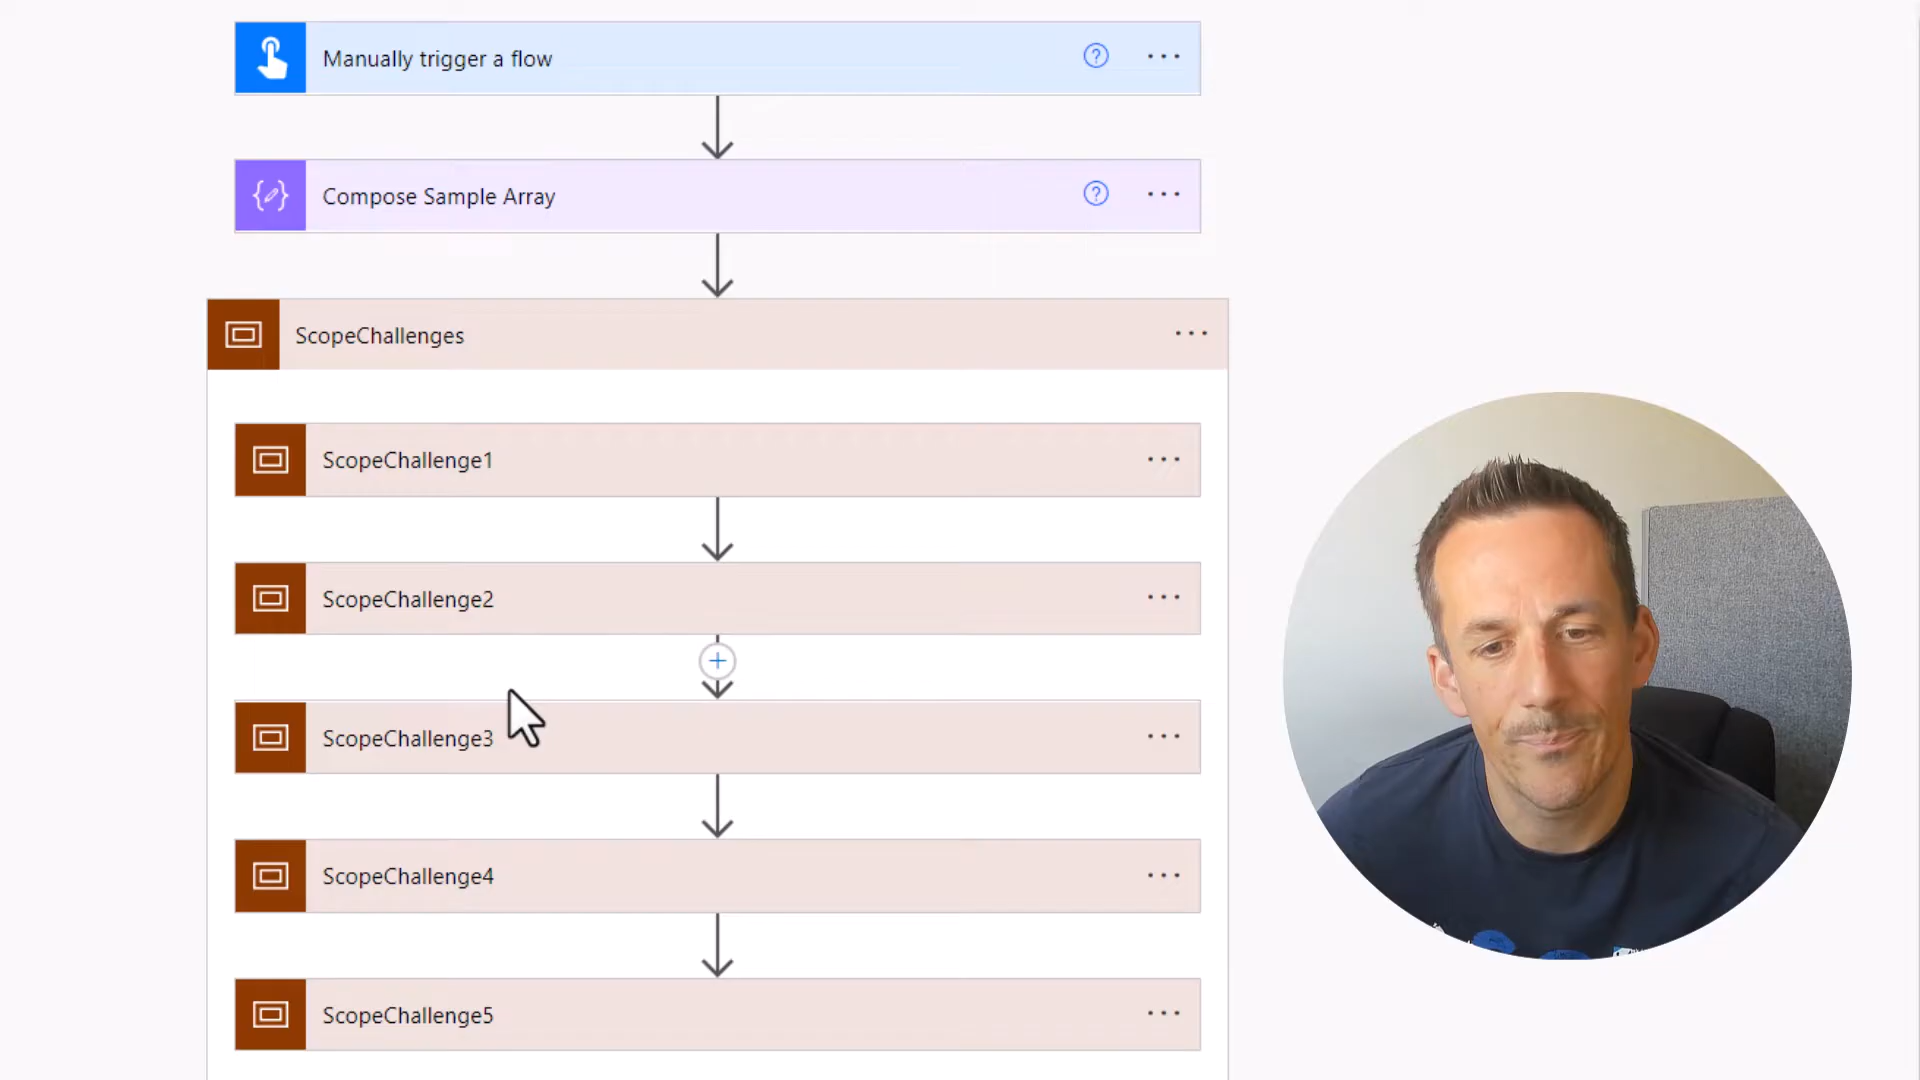 Manually trigger a flow
Compose Sample Array
ScopeChallenges
ScopeChallenge1
ScopeChallenge2
ScopeChallenge3
ScopeChallenge4
ScopeChallenge5